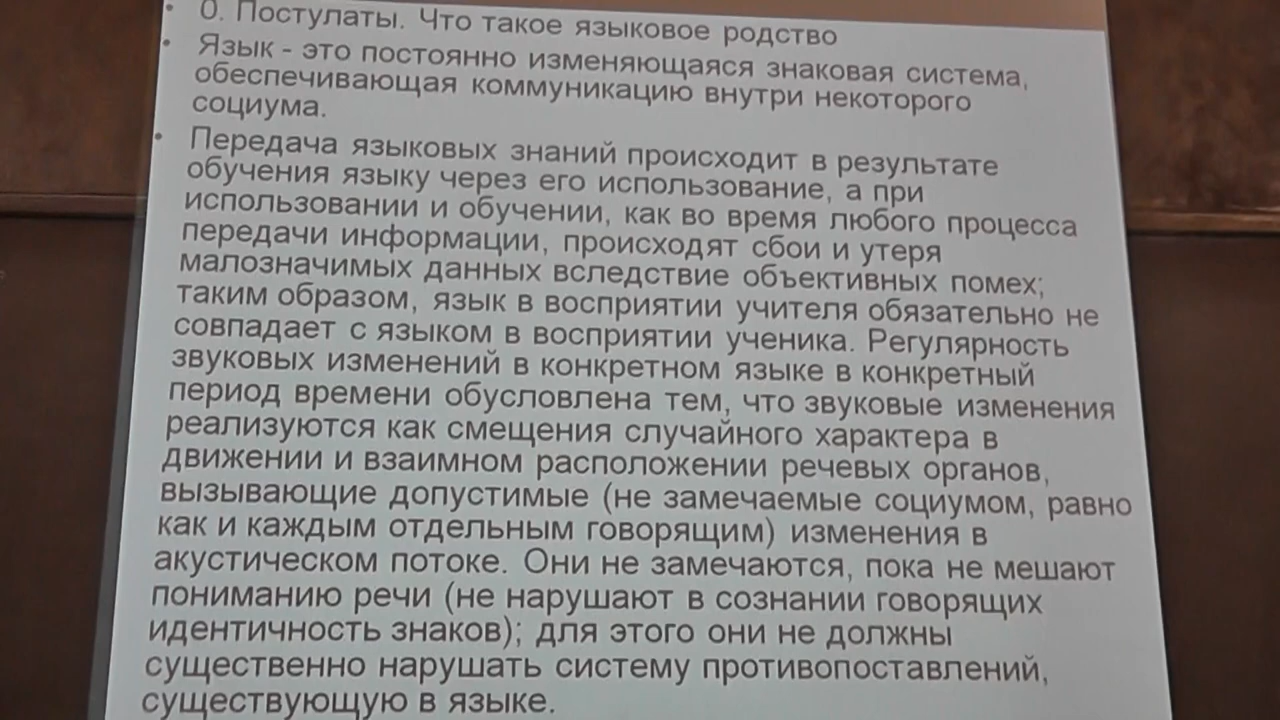 • 0. Постулаты. Что такое языковое родство
• Язык - это постоянно изменяющаяся знаковая система,
обеспечивающая коммуникацию внутри некоторого
социума.
• Передача языковых знаний происходит в результате
обучения языку через его использование, а при
использовании и обучении, как во время любого процесса
передачи информации, происходят сбои и утеря
малозначимых данных вследствие объективных помех;
таким образом, язык в восприятии учителя обязательно не
совпадает с языком в восприятии ученика. Регулярность
звуковых изменений в конкретном языке в конкретный
период времени обусловлена тем, что звуковые изменения
реализуются как смещения случайного характера в
движении и взаимном расположении речевых органов,
вызывающие допустимые (не замечаемые социумом, равно
как и каждым отдельным говорящим) изменения в
акустическом потоке. Они не замечаются, пока не мешают
пониманию речи (не нарушают в сознании говорящих
идентичность знаков); для этого они не должны
существенно нарушать систему противопоставлений,
существующую в языке.